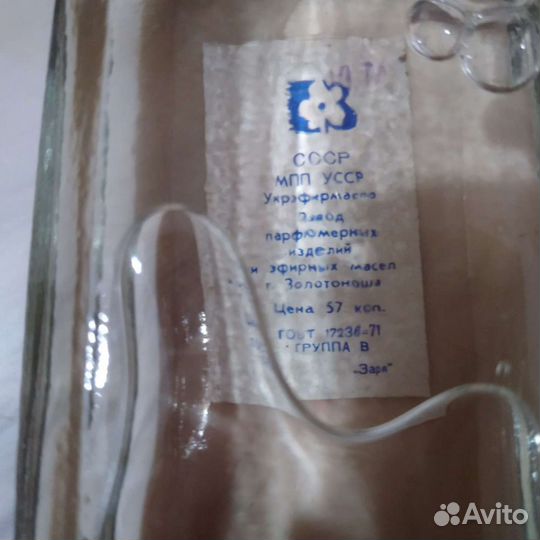 СССР
МПП УССР
Укрэфирмасло
Завод
парфюмерных
изделий
и эфирных масел
г. Золотоноша
Цена 57 коп.
ГОСТ 17236-71
ГРУППА В
„Заря"
Avito